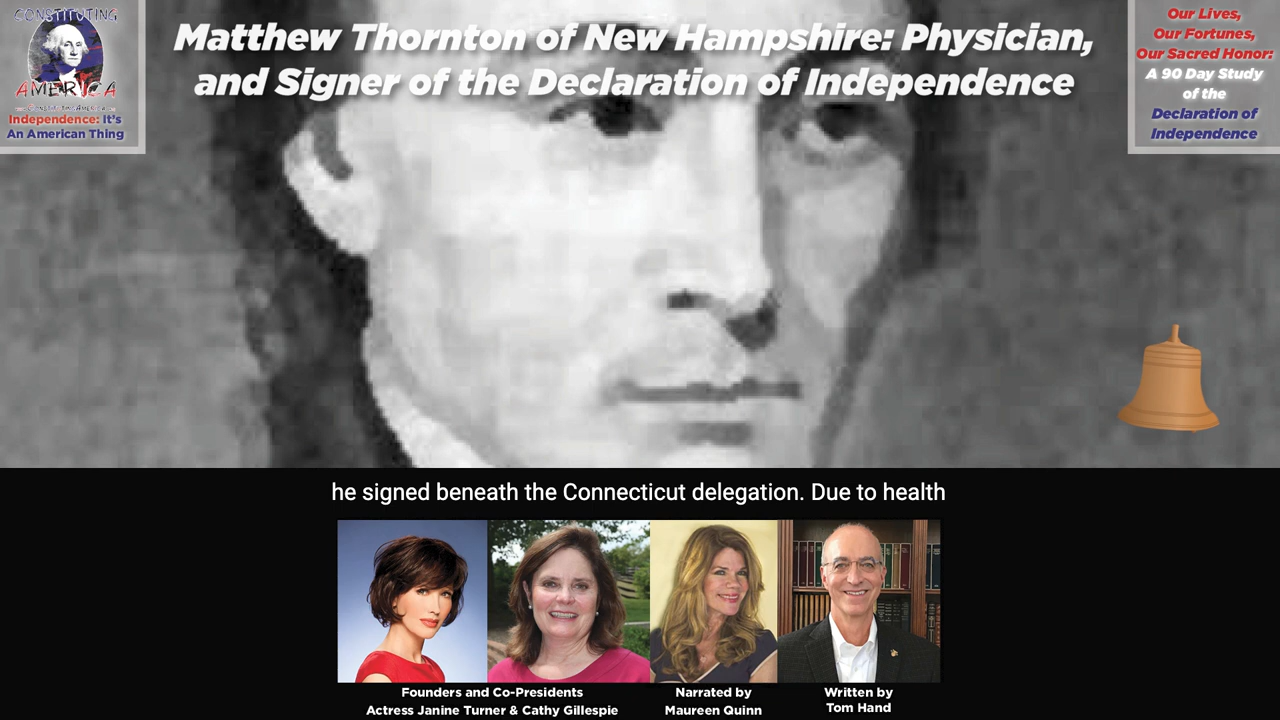 CONSTITUTING
AMERICA
Independence: It's
An American Thing
Matthew Thornton of New Hampshire: Physician,
and Signer of the Declaration of Independence
Our Lives,
Our Fortunes,
Our Sacred Honor:
A 90 Day Study
of the
Declaration of
Independence
he signed beneath the Connecticut delegation. Due to health
Founders and Co-Presidents
Actress Janine Turner & Cathy Gillespie
Narrated by
Maureen Quinn
Written by
Tom Hand